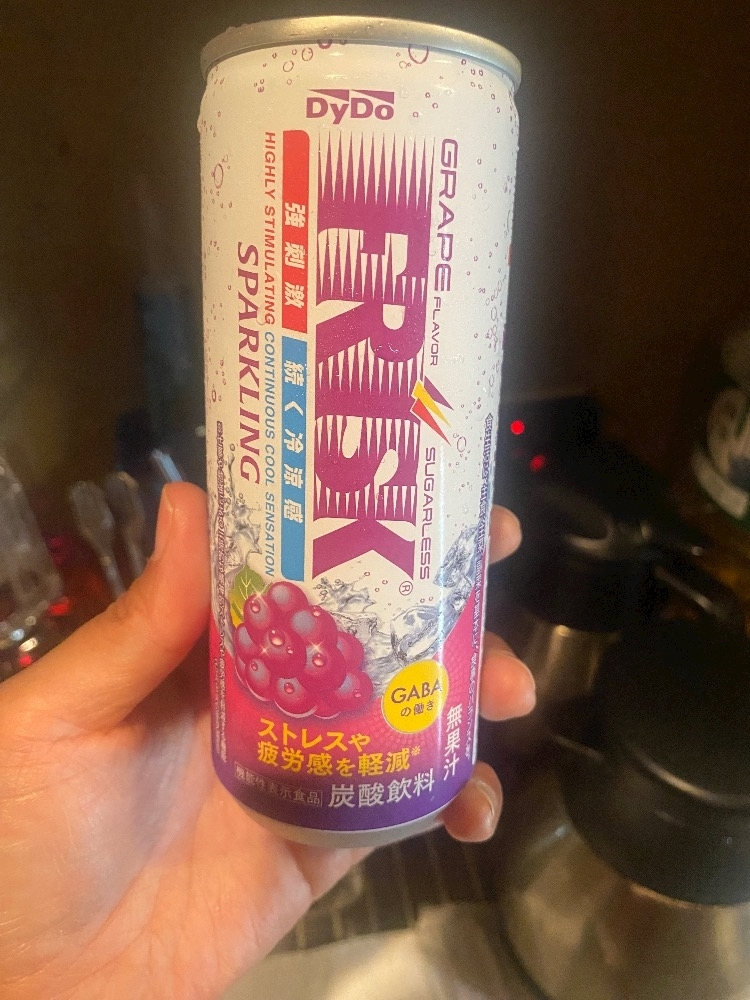 DyDo
GRAPE FLAVOR
SUGARLESS
FRISK®
強刺激
続く冷涼感
HIGHLY STIMULATING CONTINUOUS COOL SENSATION
SPARKLING
GABA
の働き
無果汁
ストレスや
疲労感を軽減※
機能性表示食品
炭酸飲料